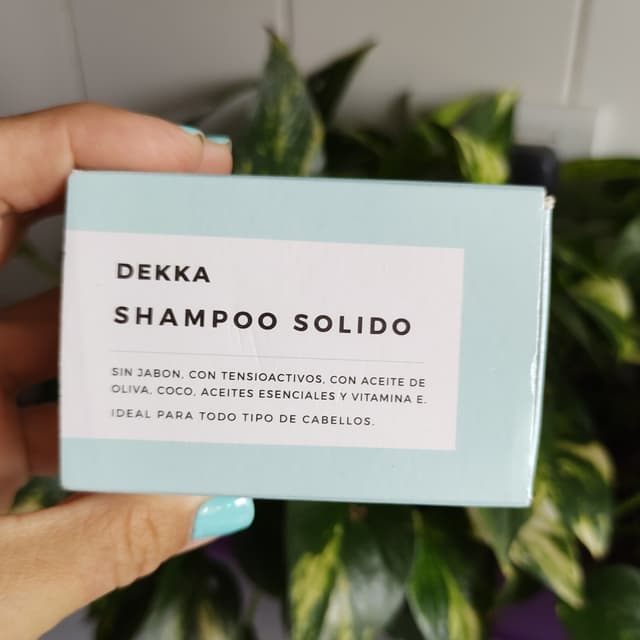 DEKKA
SHAMPOO SOLIDO
SIN JABON, CON TENSIOACTIVOS, CON ACEITE DE
OLIVA, COCO, ACEITES ESENCIALES Y VITAMINA E.
IDEAL PARA TODO TIPO DE CABELLOS.